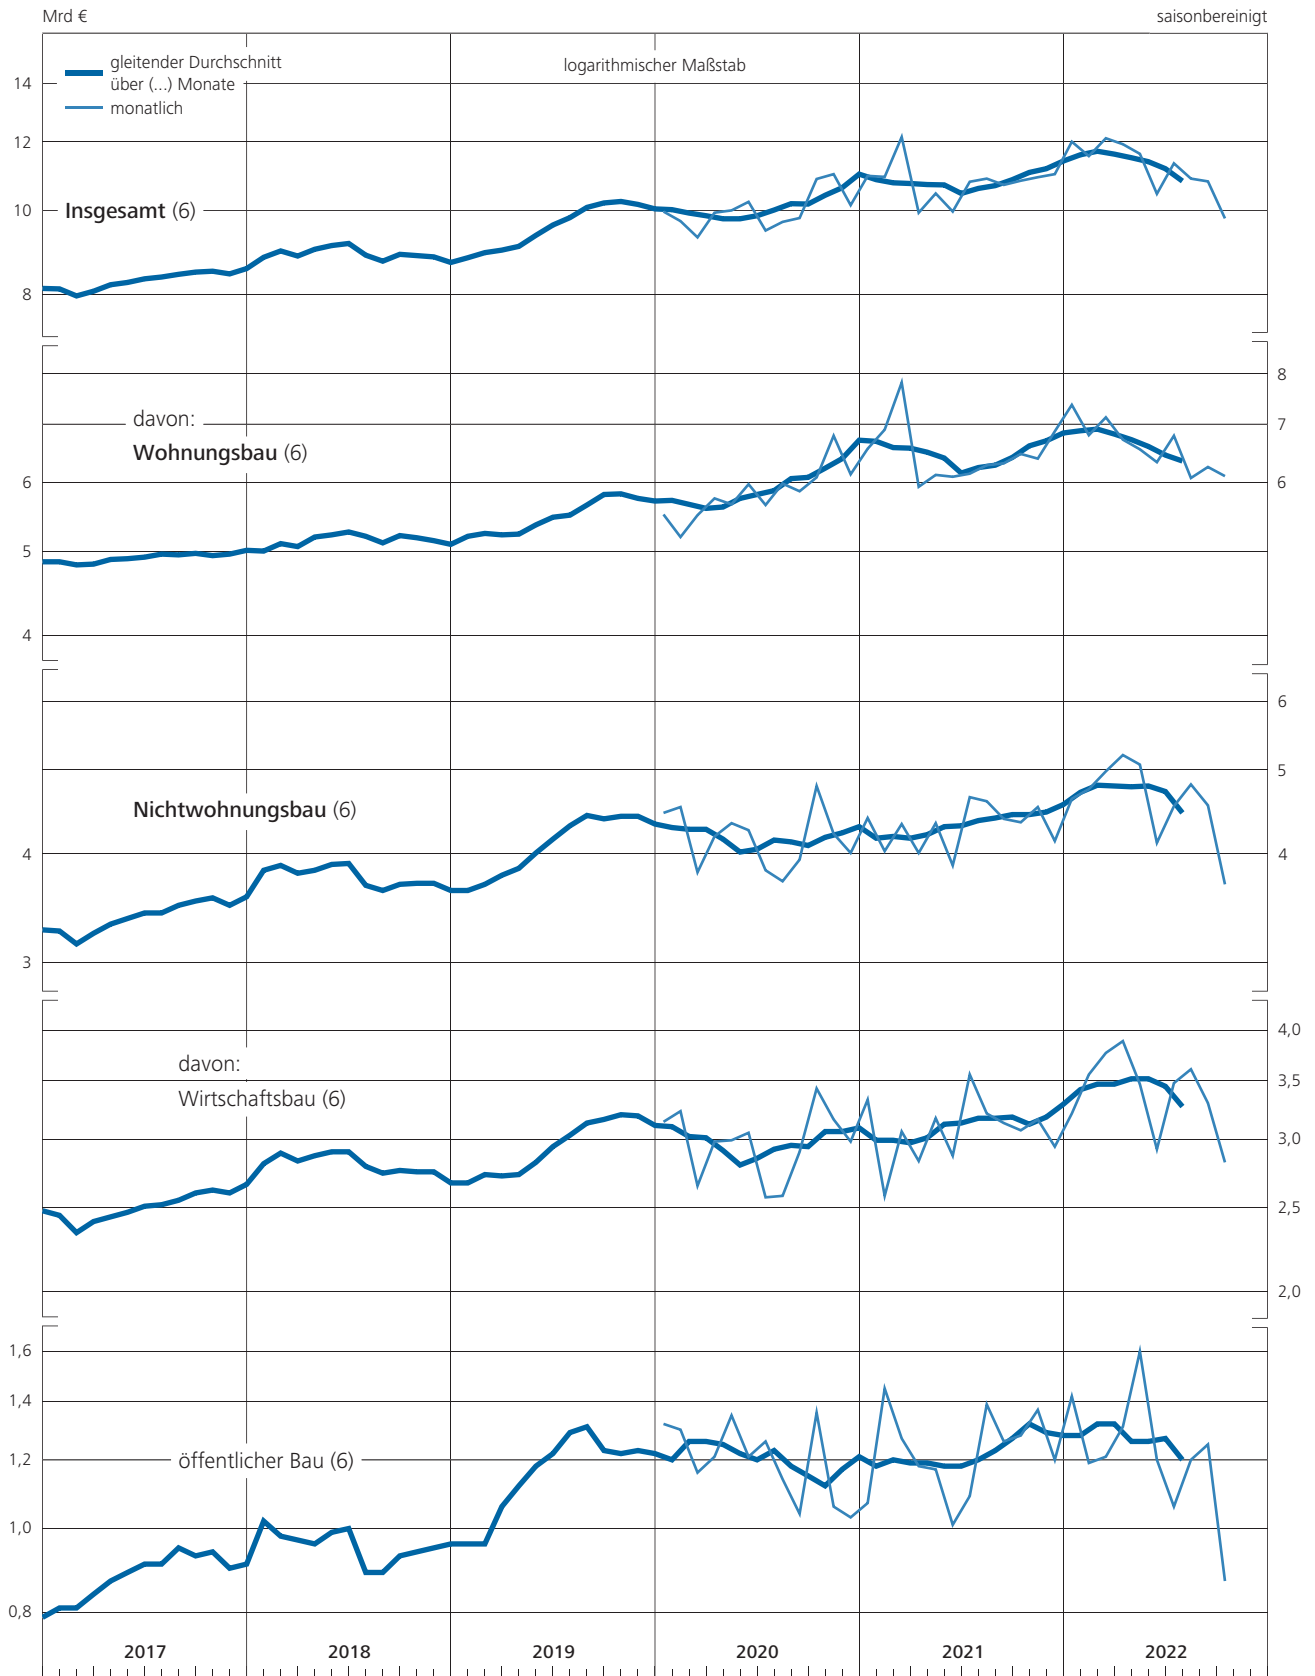 Mrd €
saisonbereinigt
gleitender Durchschnitt
über (...) Monate
monatlich
logarithmischer Maßstab
14
12
Insgesamt (6)
10
8
8
davon:
7
Wohnungsbau (6)
6
6
5
4
6
5
Nichtwohnungsbau (6)
4
4
3
4,0
davon:
3,5
Wirtschaftsbau (6)
3,0
2,5
2,0
1,6
1,4
öffentlicher Bau (6)
1,2
1,0
0,8
2017 2018 2019 2020 2021 2022